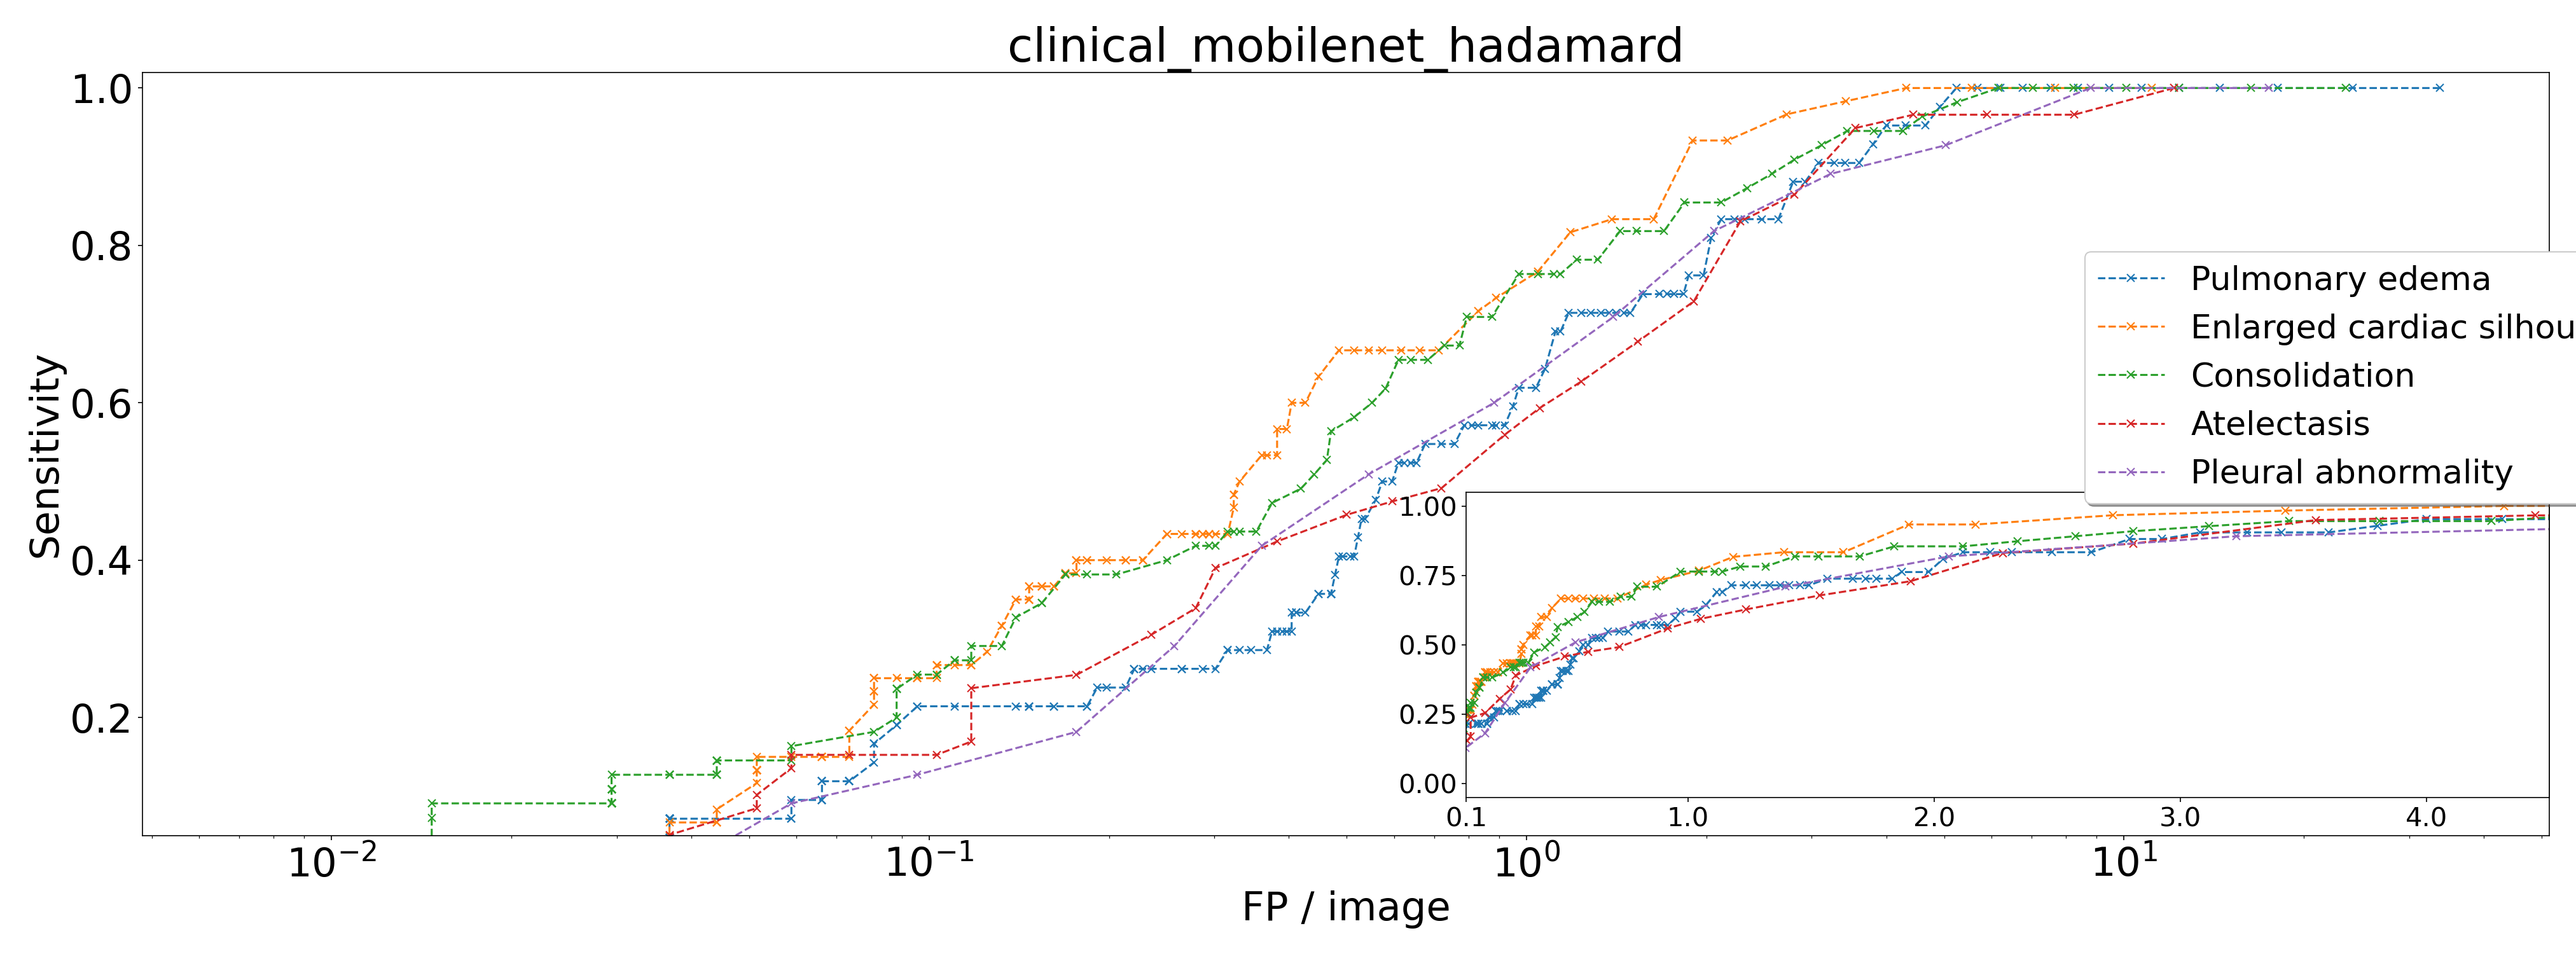 clinical_mobilenet_hadamard
1.0
0.8
0.6
0.4
0.2
Sensitivity
Pulmonary edema
Enlarged cardiac silhou
Consolidation
Atelectasis
Pleural abnormality
1.00
0.75
0.50
0.25
0.00
0.1 1.0 2.0 3.0 4.0
10⁻² 10⁻¹ 10⁰ 10¹
FP / image